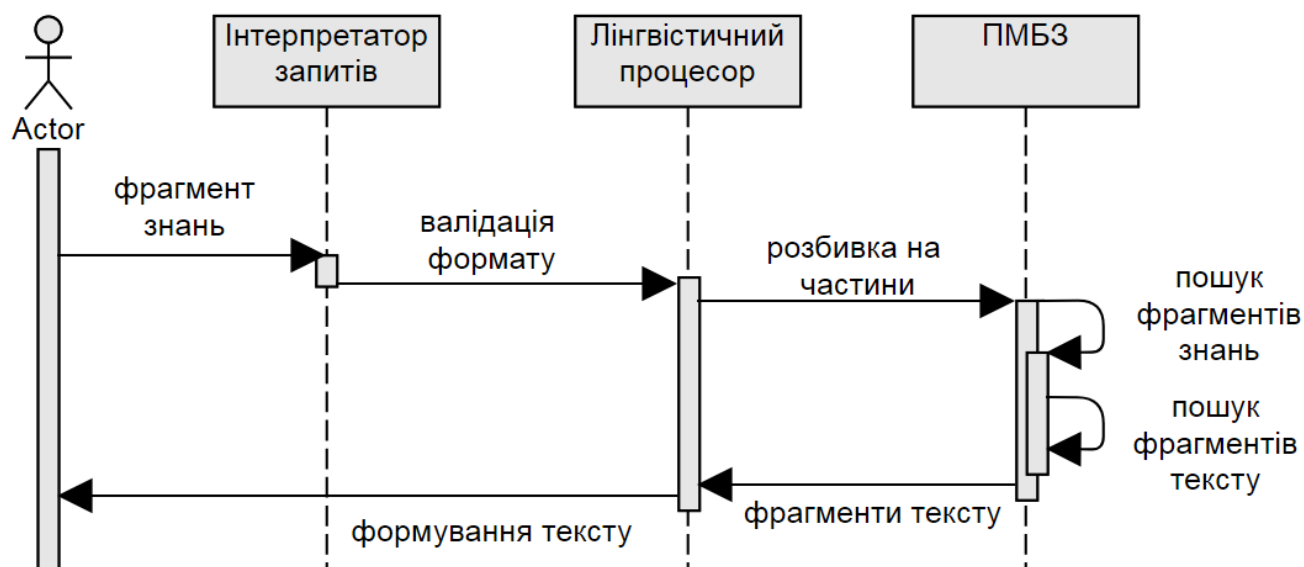 Інтерпретатор
запитів
Лінгвістичний
процесор
ПМБЗ
Actor
фрагмент
знань
валідація
формату
розбивка на
частини
пошук
фрагментів
знань
пошук
фрагментів
тексту
фрагменти тексту
формування тексту